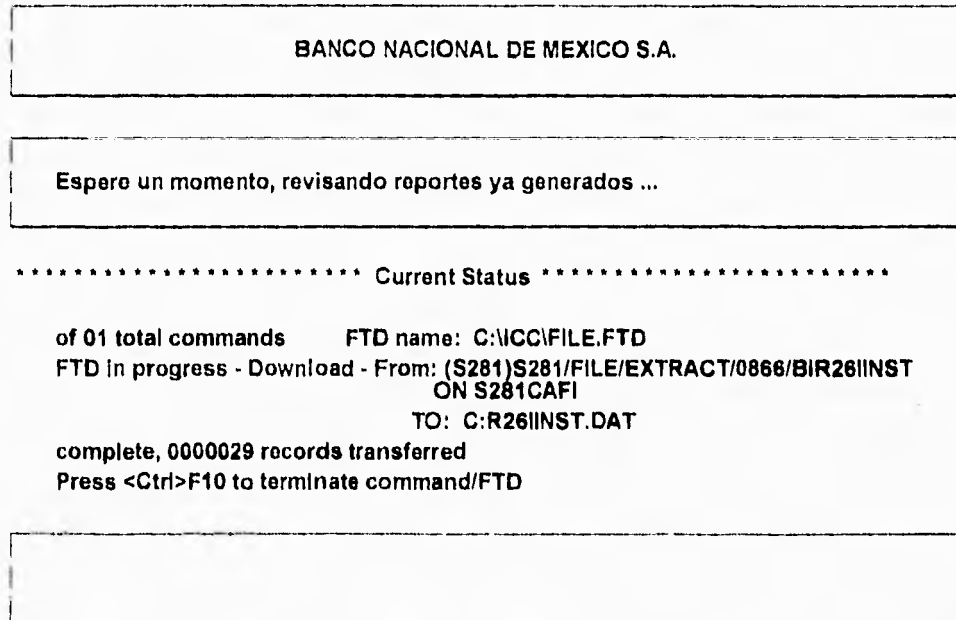 BANCO NACIONAL DE MEXICO S.A.
Espere un momento, revisando reportes ya generados ...
************************ Current Status ************************
of 01 total commands FTD name: C:\ICC\FILE.FTD
FTD in progress - Download - From: (S281)S281/FILE/EXTRACT/0866/BIR26IIINST
ON S281CAFI
TO: C:R26IIINST.DAT
complete, 0000029 records transferred
Press <Ctrl>F10 to terminate command/FTD